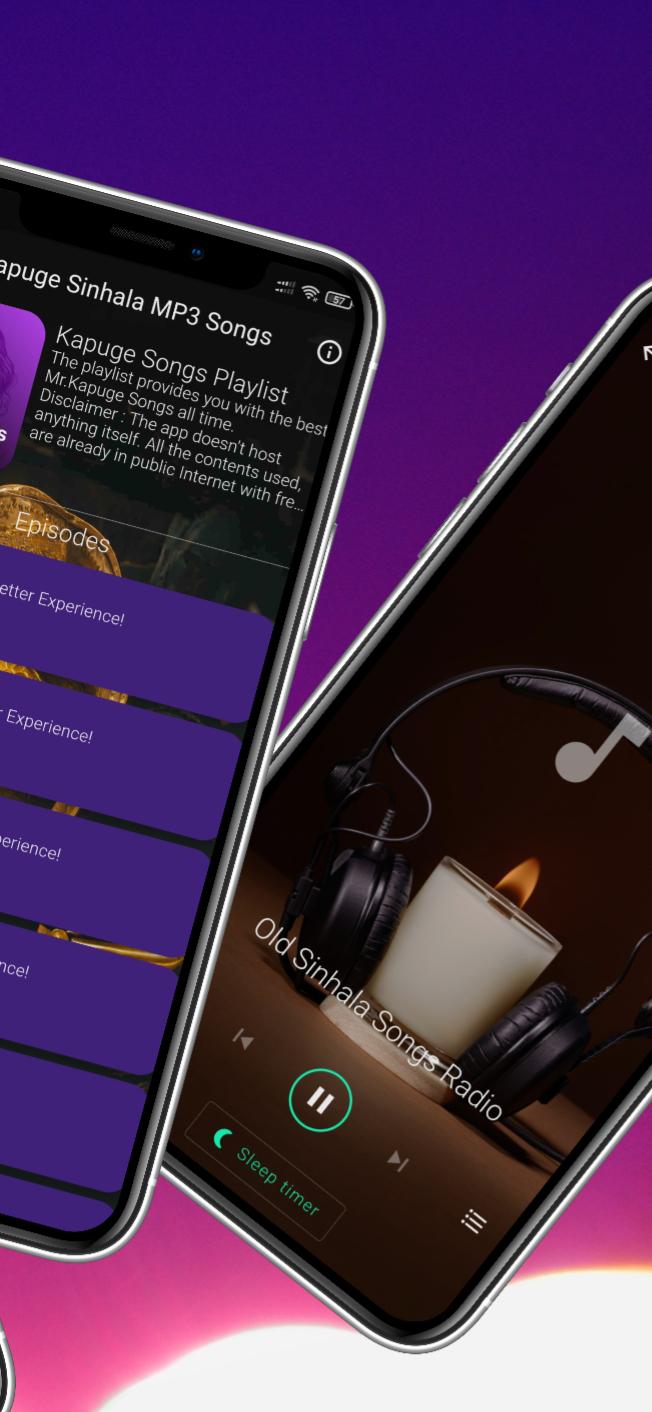 apuge Sinhala MP3 Songs
57
Kapuge Songs Playlist
The playlist provides you with the best
Mr.Kapuge Songs all time.
Disclaimer : The app doesn't host
anything itself. All the contents used,
are already in public Internet with fre...
s
Episodes
etter Experience!
r Experience!
perience!
nce!
Old Sinhala Songs Radio
Sleep timer